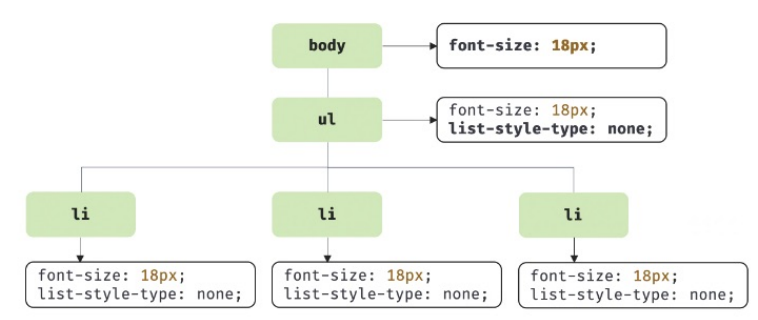 body
font-size: 18px;
ul
font-size: 18px;
list-style-type: none;
li
li
li
font-size: 18px;
list-style-type: none;
font-size: 18px;
list-style-type: none;
font-size: 18px;
list-style-type: none;